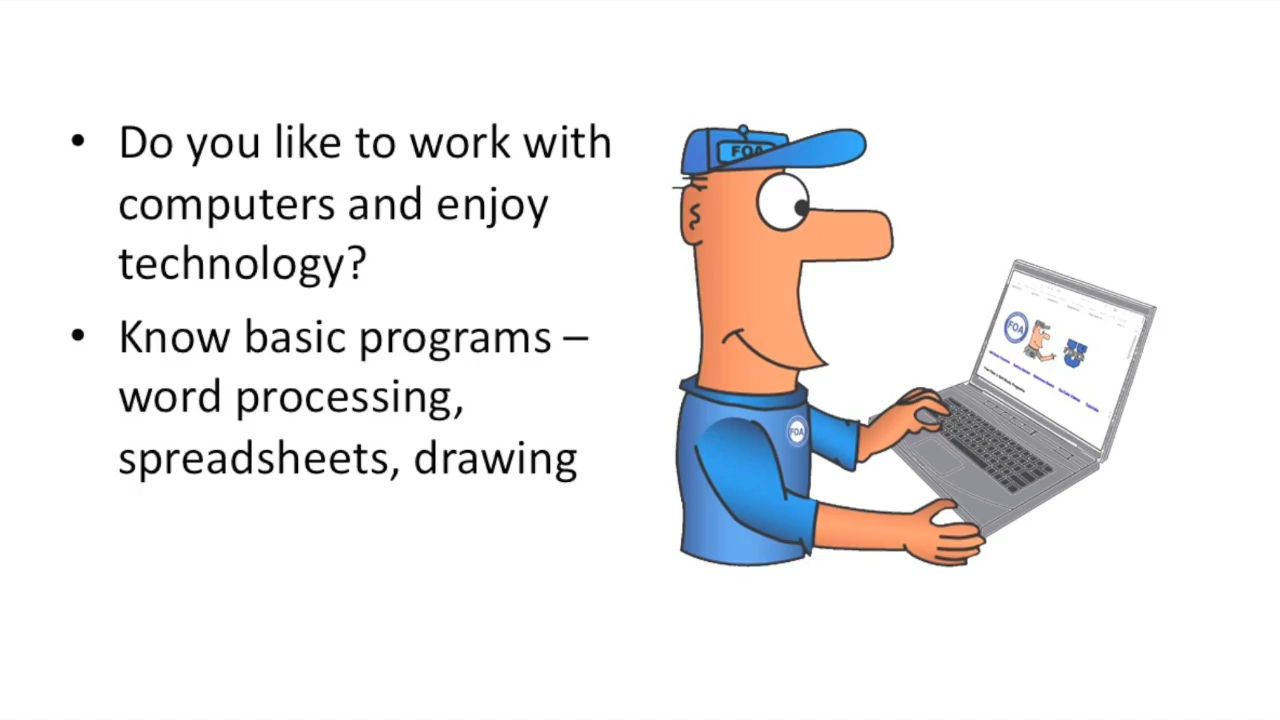 • Do you like to work with
computers and enjoy
technology?
• Know basic programs –
word processing,
spreadsheets, drawing
FOA
FOA
FOA